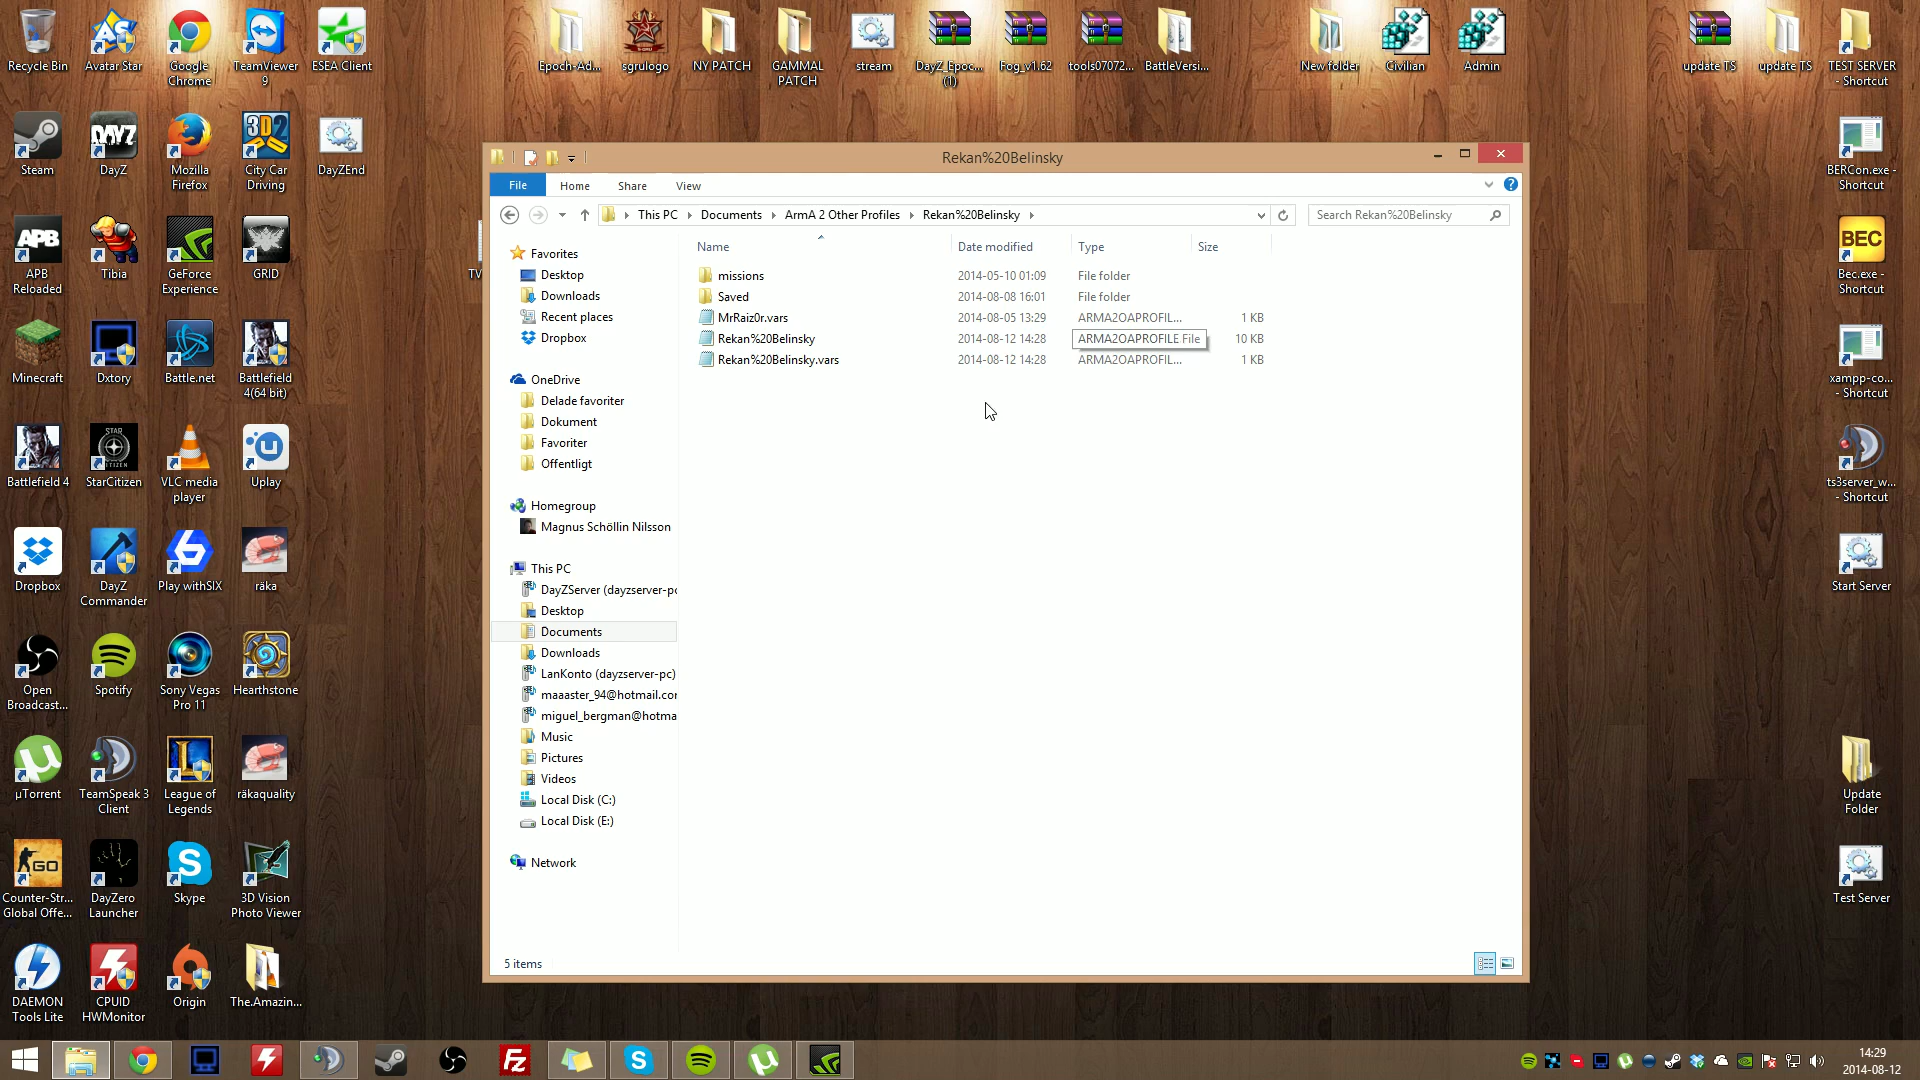 Recycle Bin
Avatar Star
Google
Chrome
TeamViewer
9
ESEA Client
Epoch-Ad...
sgrulogo
NY PATCH
GAMMAL
PATCH
stream
DayZ_Epoc...
(1)
Fog_v1.62
tools07072...
BattleVersi...
New folder
Civilian
Admin
update TS
update TS
TEST SERVER
- Shortcut
Steam
DayZ
Mozilla
Firefox
City Car
Driving
DayZEnd
BERCon.exe -
Shortcut
APB
Reloaded
Tibia
GeForce
Experience
GRID
TV
Bec.exe -
Shortcut
Minecraft
Dxtory
Battle.net
Battlefield
4(64 bit)
xampp-co...
- Shortcut
Battlefield 4
StarCitizen
VLC media
player
Uplay
ts3server_w...
- Shortcut
Dropbox
DayZ
Commander
Play withSIX
räka
Start Server
Open
Broadcast...
Spotify
Sony Vegas
Pro 11
Hearthstone
µTorrent
TeamSpeak 3
Client
League of
Legends
räkaquality
Update
Folder
Counter-Str...
Global Offe...
DayZero
Launcher
Skype
3D Vision
Photo Viewer
Test Server
DAEMON
Tools Lite
CPUID
HWMonitor
Origin
The.Amazin...
Rekan%20Belinsky
File Home Share View
This PC Documents ArmA 2 Other Profiles Rekan%20Belinsky
Search Rekan%20Belinsky
Favorites
Desktop
Downloads
Recent places
Dropbox
OneDrive
Delade favoriter
Dokument
Favoriter
Offentligt
Homegroup
Magnus Schöllin Nilsson
This PC
DayZServer (dayzserver-pc
Desktop
Documents
Downloads
LanKonto (dayzserver-pc)
maaaster_94@hotmail.cor
miguel_bergman@hotma
Music
Pictures
Videos
Local Disk (C:)
Local Disk (E:)
Network
Name Date modified Type Size
missions 2014-05-10 01:09 File folder
Saved 2014-08-08 16:01 File folder
MrRaiz0r.vars 2014-08-05 13:29 ARMA2OAPROFIL... 1 KB
Rekan%20Belinsky 2014-08-12 14:28 ARMA2OAPROFILE File 10 KB
Rekan%20Belinsky.vars 2014-08-12 14:28 ARMA2OAPROFIL... 1 KB
5 items
14:29
2014-08-12